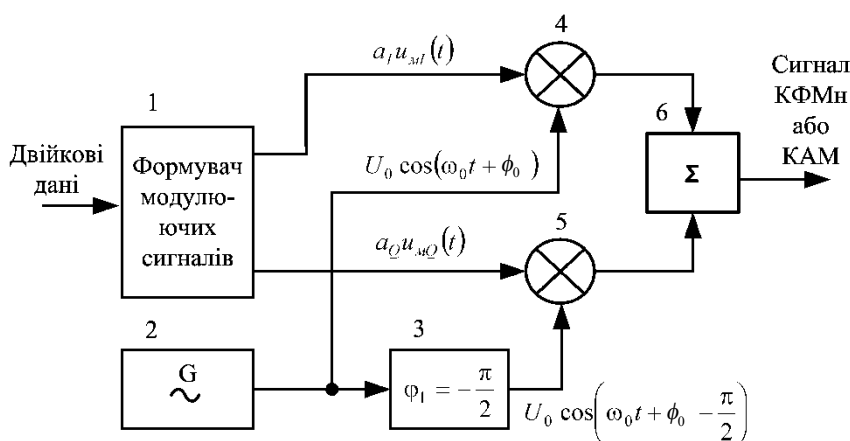 4
a_I u_мI(t)
Сигнал
КФМн
або
КАМ
1
6
Двійкові
дані
Формувач
модулю-
ючих
сигналів
U_0 cos(ω_0 t + ϕ_0 )
Σ
5
a_Q u_мQ(t)
2
3
G
~
φ_1 = −π/2
U_0 cos(ω_0 t + ϕ_0 − π/2)